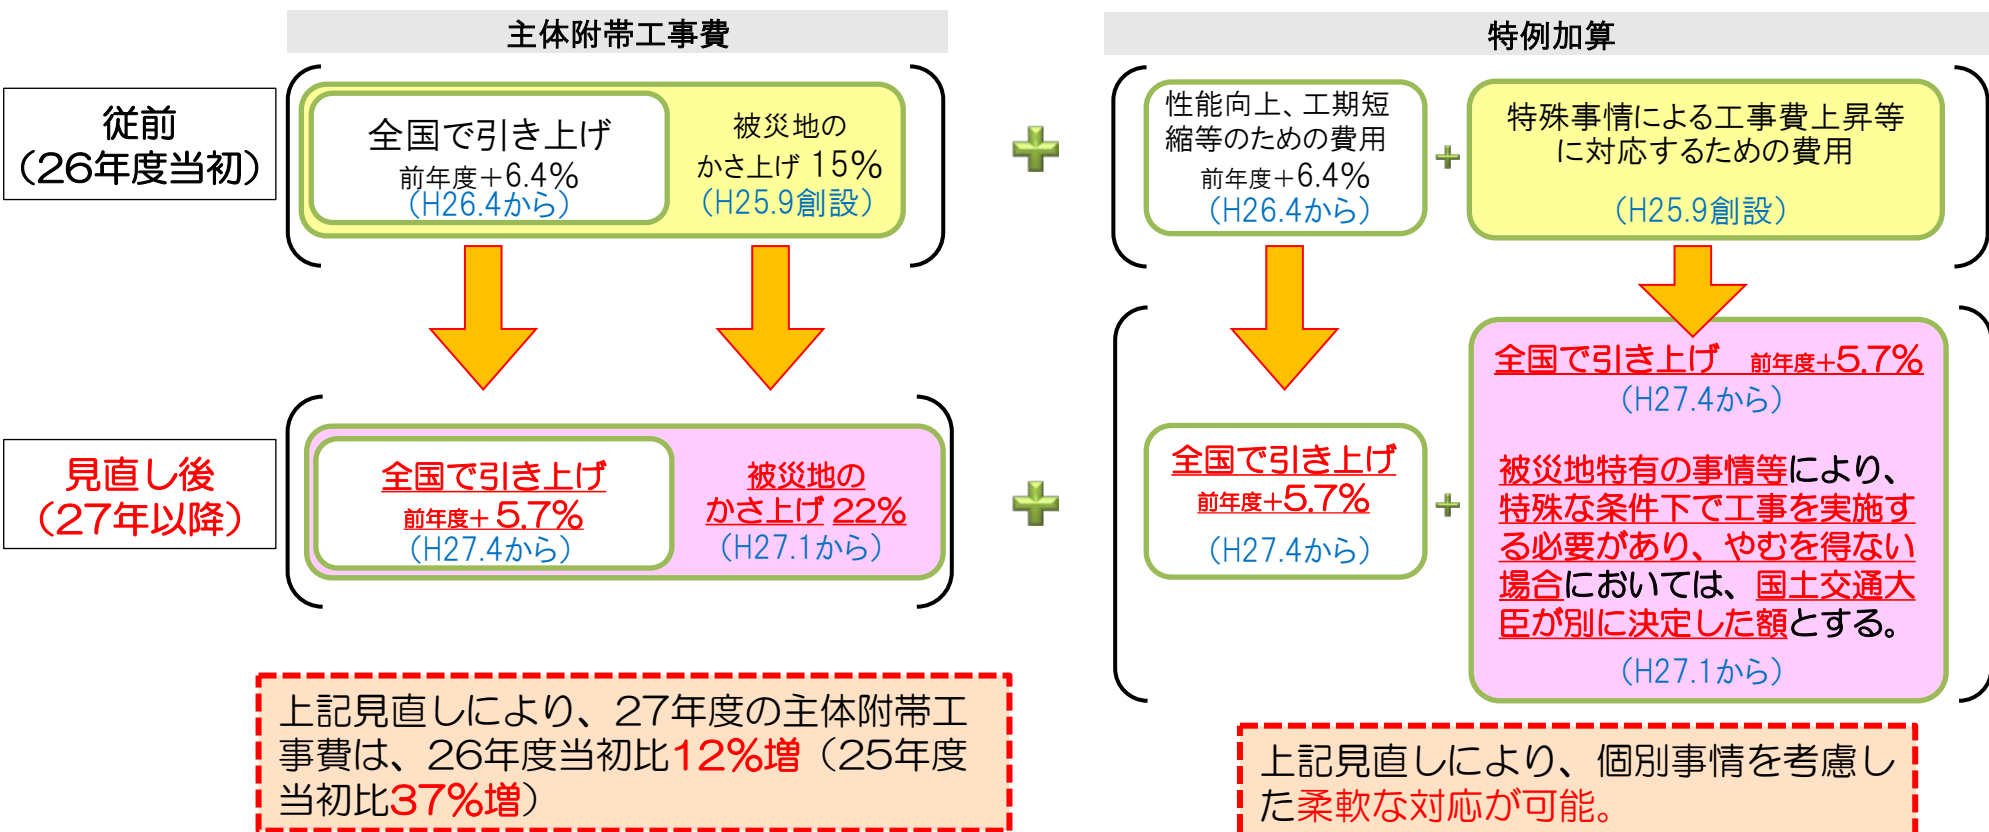 主体附帯工事費
特例加算
従前
（26年度当初）
全国で引き上げ
前年度＋6.4％
（H26.4から）
被災地の
かさ上げ 15％
（H25.9創設）
性能向上、工期短
縮等のための費用
前年度＋6.4％
（H26.4から）
特殊事情による工事費上昇等
に対応するための費用
（H25.9創設）
見直し後
（27年以降）
全国で引き上げ
前年度＋5.7％
（H27.4から）
被災地の
かさ上げ 22％
（H27.1から）
全国で引き上げ
前年度＋5.7％
（H27.4から）
全国で引き上げ 前年度＋5.7％
（H27.4から）
被災地特有の事情等により、
特殊な条件下で工事を実施す
る必要があり、やむを得ない
場合においては、国土交通大
臣が別に決定した額とする。
（H27.1から）
上記見直しにより、27年度の主体附帯工
事費は、26年度当初比12％増（25年度
当初比37％増）
上記見直しにより、個別事情を考慮し
た柔軟な対応が可能。